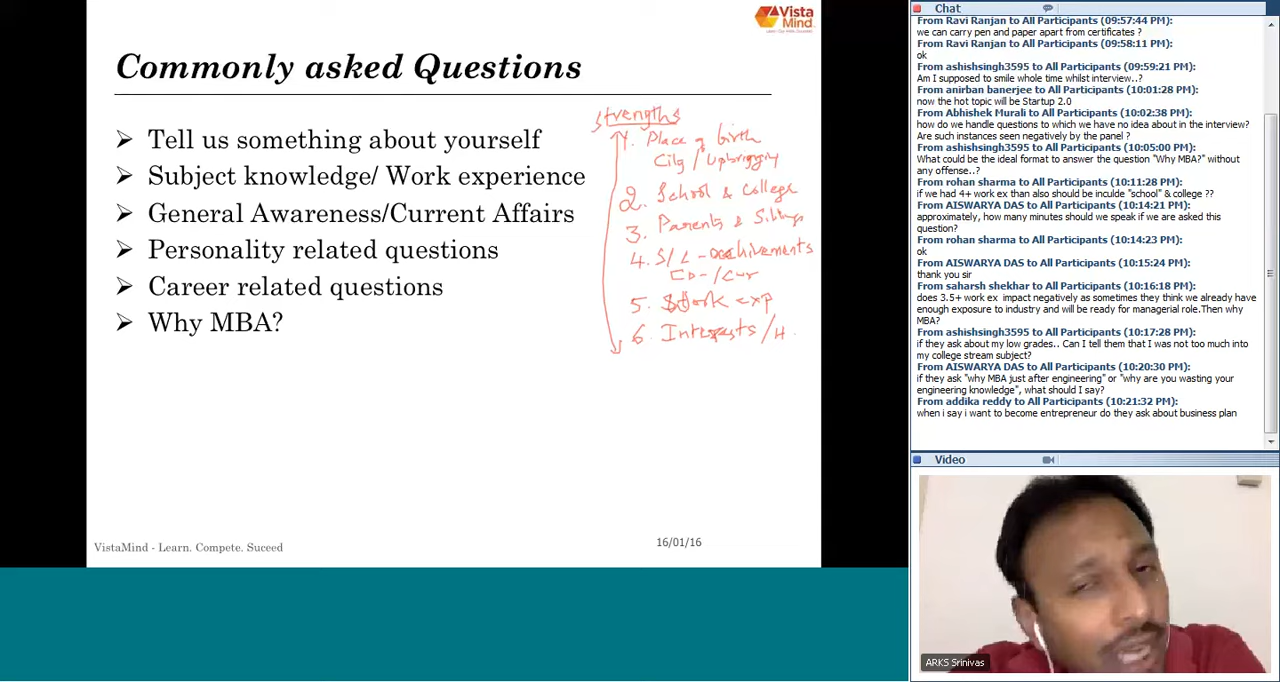 Vista
Mind
Commonly asked Questions
Tell us something about yourself
Subject knowledge/ Work experience
General Awareness/Current Affairs
Personality related questions
Career related questions
Why MBA?
Strengths
1. Place of birth
City / Upbringing
2. School & College
3. Parents & Siblings
4. S/L - achivements
Co-/Cur
5. Work exp
6. Interests / H
VistaMind - Learn. Compete. Suceed
16/01/16
Chat
From Ravi Ranjan to All Participants (09:57:44 PM):
we can carry pen and paper apart from certificates ?
From Ravi Ranjan to All Participants (09:58:11 PM):
ok
From ashishsingh3595 to All Participants (09:59:21 PM):
Am I supposed to smile whole time whilst interview..?
From anirban banerjee to All Participants (10:01:28 PM):
now the hot topic will be Startup 2.0
From Abhishek Murali to All Participants (10:02:38 PM):
how do we handle questions to which we have no idea about in the interview?
Are such instances seen negatively by the panel ?
From ashishsingh3595 to All Participants (10:05:00 PM):
What could be the ideal format to answer the question "Why MBA?" without
any offense..?
From rohan sharma to All Participants (10:11:28 PM):
if we had 4+ work ex than also should be inculde "school" & college ??
From AISWARYA DAS to All Participants (10:14:21 PM):
approximately, how many minutes should we speak if we are asked this
question?
From rohan sharma to All Participants (10:14:23 PM):
ok
From AISWARYA DAS to All Participants (10:15:24 PM):
thank you sir
From saharsh shekhar to All Participants (10:16:18 PM):
does 3.5+ work ex impact negatively as sometimes they think we already have
enough exposure to industry and will be ready for managerial role.Then why
MBA?
From ashishsingh3595 to All Participants (10:17:28 PM):
if they ask about my low grades.. Can I tell them that I was not too much into
my college stream subject?
From AISWARYA DAS to All Participants (10:20:30 PM):
if they ask "why MBA just after engineering" or "why are you wasting your
engineering knowledge", what should I say?
From addika reddy to All Participants (10:21:32 PM):
when i say i want to become entrepreneur do they ask about business plan
Video
ARKS Srinivas